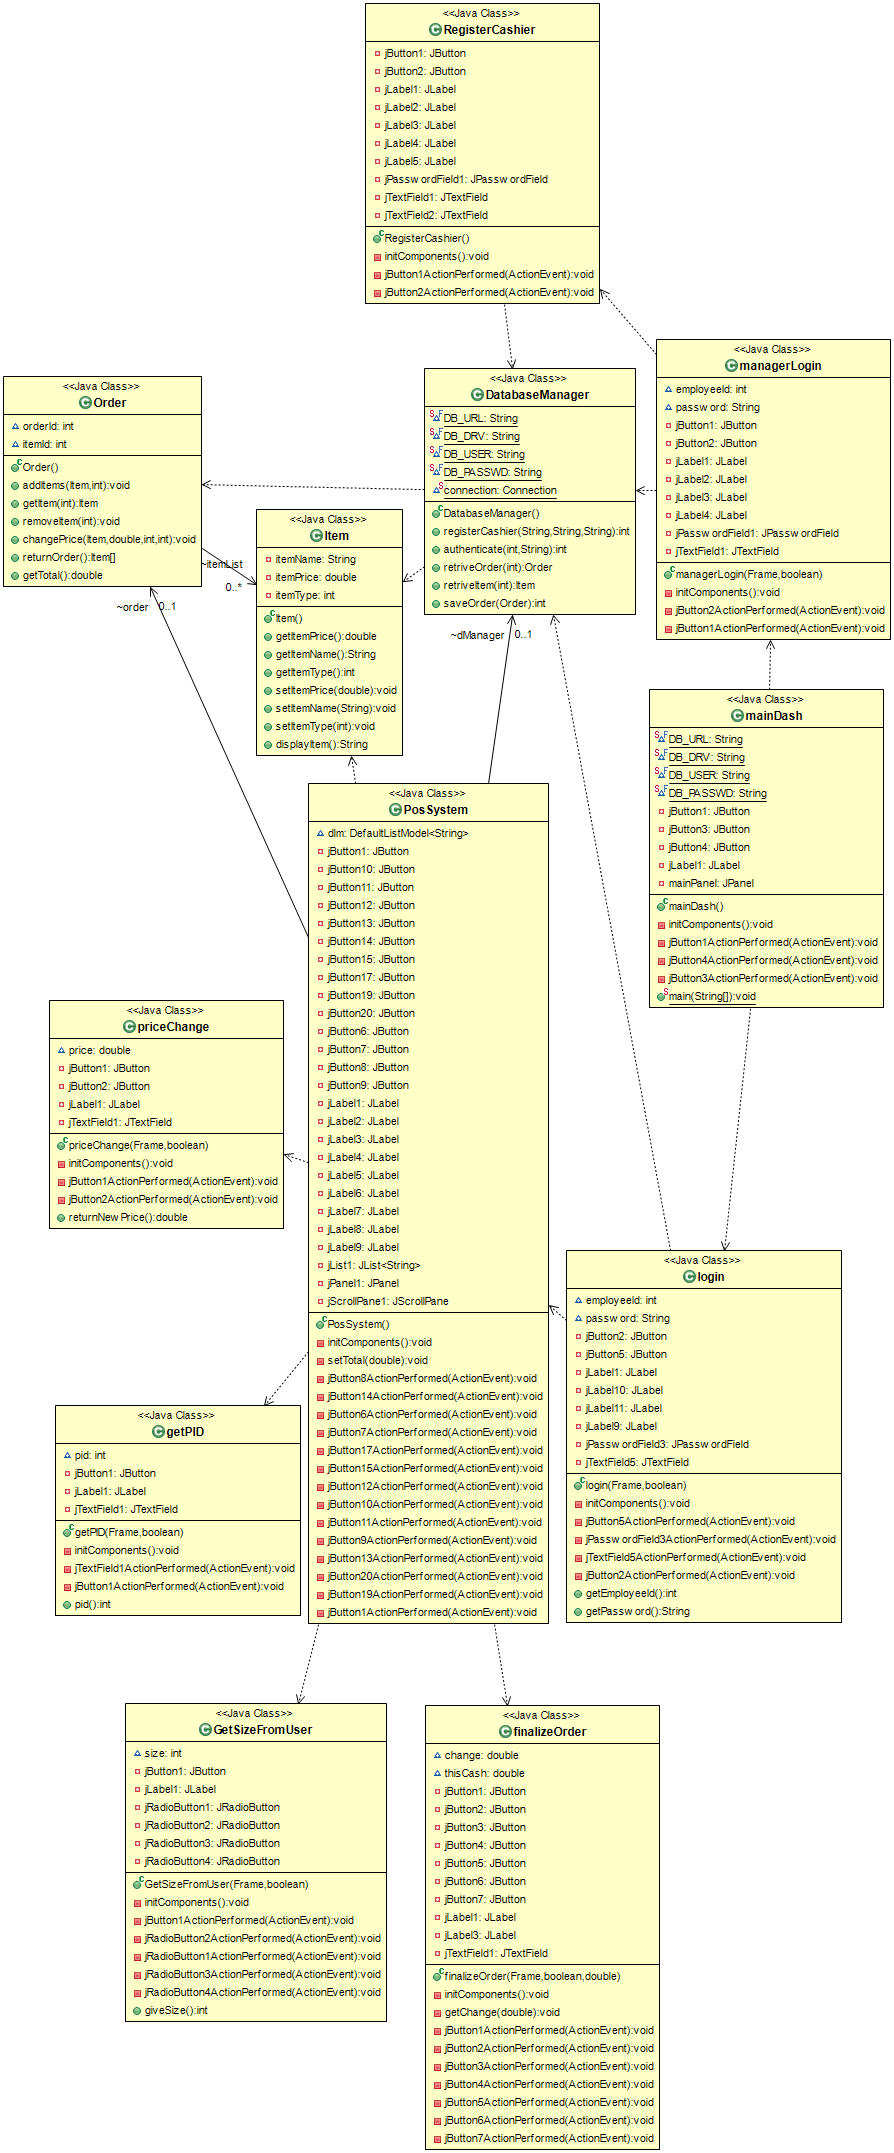 <<Java Class>>
RegisterCashier
jButton1: JButton
jButton2: JButton
jLabel1: JLabel
jLabel2: JLabel
jLabel3: JLabel
jLabel4: JLabel
jLabel5: JLabel
jPasswordField1: JPasswordField
jTextField1: JTextField
jTextField2: JTextField
RegisterCashier()
initComponents():void
jButton1ActionPerformed(ActionEvent):void
jButton2ActionPerformed(ActionEvent):void
<<Java Class>>
managerLogin
employeeId: int
password: String
jButton1: JButton
jButton2: JButton
jLabel1: JLabel
jLabel2: JLabel
jLabel3: JLabel
jLabel4: JLabel
jPasswordField1: JPasswordField
jTextField1: JTextField
managerLogin(Frame,boolean)
initComponents():void
jButton2ActionPerformed(ActionEvent):void
jButton1ActionPerformed(ActionEvent):void
<<Java Class>>
DatabaseManager
DB_URL: String
DB_DRV: String
DB_USER: String
DB_PASSWD: String
connection: Connection
DatabaseManager()
registerCashier(String,String,String):int
authenticate(int,String):int
retriveOrder(int):Order
retriveItem(int):Item
saveOrder(Order):int
<<Java Class>>
Order
orderId: int
itemId: int
Order()
addItems(Item,int):void
getItem(int):Item
removeItem(int):void
changePrice(Item,double,int,int):void
returnOrder():Item[]
getTotal():double
~itemList
0..*
~order 0..1
<<Java Class>>
Item
itemName: String
itemPrice: double
itemType: int
Item()
getItemPrice():double
getItemName():String
getItemType():int
setItemPrice(double):void
setItemName(String):void
setItemType(int):void
displayItem():String
~dManager 0..1
<<Java Class>>
mainDash
DB_URL: String
DB_DRV: String
DB_USER: String
DB_PASSWD: String
jButton1: JButton
jButton3: JButton
jButton4: JButton
jLabel1: JLabel
mainPanel: JPanel
mainDash()
initComponents():void
jButton1ActionPerformed(ActionEvent):void
jButton4ActionPerformed(ActionEvent):void
jButton3ActionPerformed(ActionEvent):void
main(String[]):void
<<Java Class>>
PosSystem
dlm: DefaultListModel<String>
jButton1: JButton
jButton10: JButton
jButton11: JButton
jButton12: JButton
jButton13: JButton
jButton14: JButton
jButton15: JButton
jButton17: JButton
jButton19: JButton
jButton20: JButton
jButton6: JButton
jButton7: JButton
jButton8: JButton
jButton9: JButton
jLabel1: JLabel
jLabel2: JLabel
jLabel3: JLabel
jLabel4: JLabel
jLabel5: JLabel
jLabel6: JLabel
jLabel7: JLabel
jLabel8: JLabel
jLabel9: JLabel
jList1: JList<String>
jPanel1: JPanel
jScrollPane1: JScrollPane
PosSystem()
initComponents():void
setTotal(double):void
jButton8ActionPerformed(ActionEvent):void
jButton14ActionPerformed(ActionEvent):void
jButton6ActionPerformed(ActionEvent):void
jButton7ActionPerformed(ActionEvent):void
jButton17ActionPerformed(ActionEvent):void
jButton15ActionPerformed(ActionEvent):void
jButton12ActionPerformed(ActionEvent):void
jButton10ActionPerformed(ActionEvent):void
jButton11ActionPerformed(ActionEvent):void
jButton9ActionPerformed(ActionEvent):void
jButton13ActionPerformed(ActionEvent):void
jButton20ActionPerformed(ActionEvent):void
jButton19ActionPerformed(ActionEvent):void
jButton1ActionPerformed(ActionEvent):void
<<Java Class>>
priceChange
price: double
jButton1: JButton
jButton2: JButton
jLabel1: JLabel
jTextField1: JTextField
priceChange(Frame,boolean)
initComponents():void
jButton1ActionPerformed(ActionEvent):void
jButton2ActionPerformed(ActionEvent):void
returnNewPrice():double
<<Java Class>>
login
employeeId: int
password: String
jButton2: JButton
jButton5: JButton
jLabel1: JLabel
jLabel10: JLabel
jLabel11: JLabel
jLabel9: JLabel
jPasswordField3: JPasswordField
jTextField5: JTextField
login(Frame,boolean)
initComponents():void
jButton5ActionPerformed(ActionEvent):void
jPasswordField3ActionPerformed(ActionEvent):void
jTextField5ActionPerformed(ActionEvent):void
jButton2ActionPerformed(ActionEvent):void
getEmployeeId():int
getPassword():String
<<Java Class>>
getPID
pid: int
jButton1: JButton
jLabel1: JLabel
jTextField1: JTextField
getPID(Frame,boolean)
initComponents():void
jTextField1ActionPerformed(ActionEvent):void
jButton1ActionPerformed(ActionEvent):void
pid():int
<<Java Class>>
GetSizeFromUser
size: int
jButton1: JButton
jLabel1: JLabel
jRadioButton1: JRadioButton
jRadioButton2: JRadioButton
jRadioButton3: JRadioButton
jRadioButton4: JRadioButton
GetSizeFromUser(Frame,boolean)
initComponents():void
jButton1ActionPerformed(ActionEvent):void
jRadioButton2ActionPerformed(ActionEvent):void
jRadioButton1ActionPerformed(ActionEvent):void
jRadioButton3ActionPerformed(ActionEvent):void
jRadioButton4ActionPerformed(ActionEvent):void
giveSize():int
<<Java Class>>
finalizeOrder
change: double
thisCash: double
jButton1: JButton
jButton2: JButton
jButton3: JButton
jButton4: JButton
jButton5: JButton
jButton6: JButton
jButton7: JButton
jLabel1: JLabel
jLabel3: JLabel
jTextField1: JTextField
finalizeOrder(Frame,boolean,double)
initComponents():void
getChange(double):void
jButton1ActionPerformed(ActionEvent):void
jButton2ActionPerformed(ActionEvent):void
jButton3ActionPerformed(ActionEvent):void
jButton4ActionPerformed(ActionEvent):void
jButton5ActionPerformed(ActionEvent):void
jButton6ActionPerformed(ActionEvent):void
jButton7ActionPerformed(ActionEvent):void